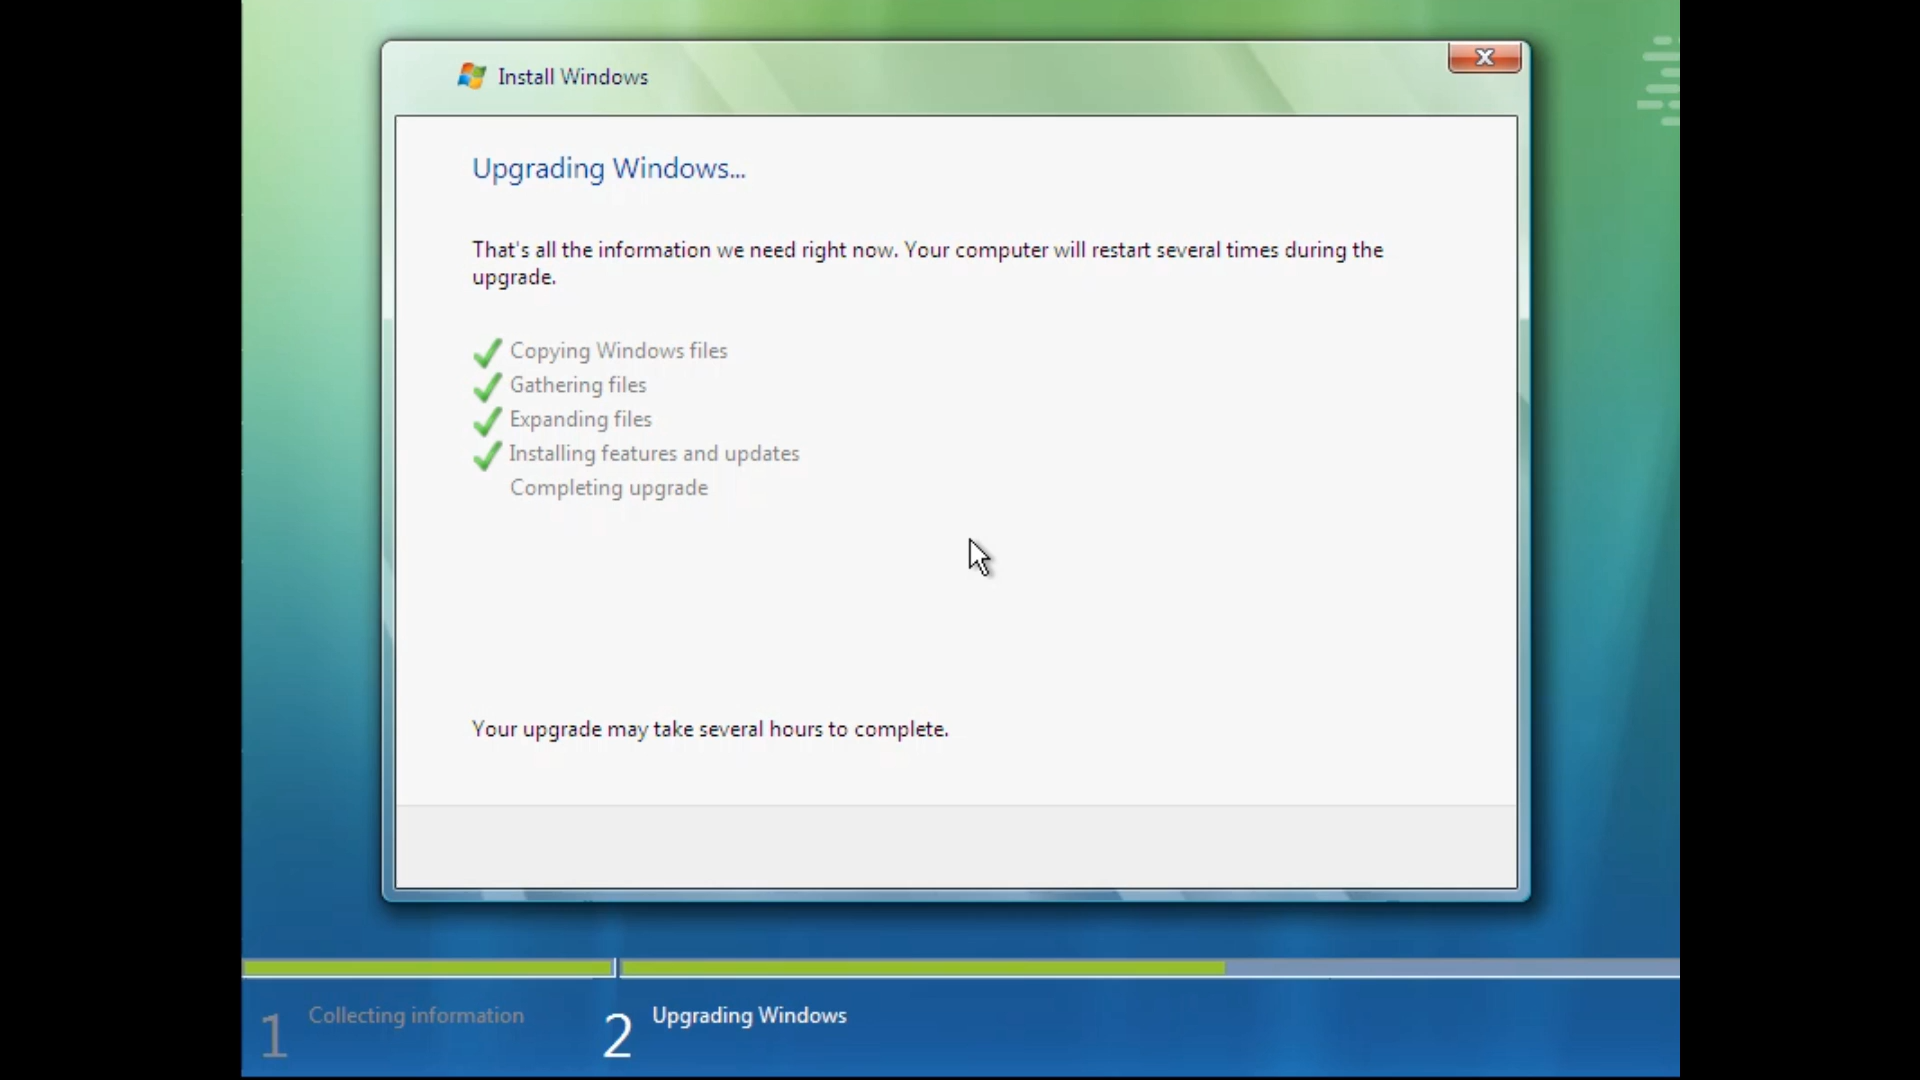 Install Windows
Upgrading Windows...
That's all the information we need right now. Your computer will restart several times during the
upgrade.
Copying Windows files
Gathering files
Expanding files
Installing features and updates
Completing upgrade
Your upgrade may take several hours to complete.
1 Collecting information
2 Upgrading Windows